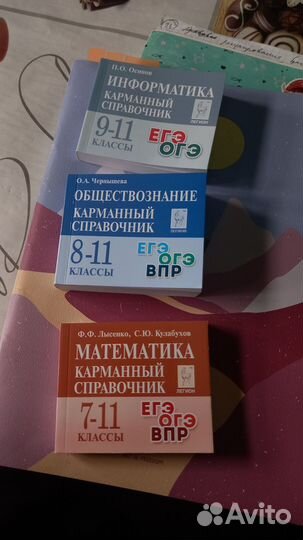 П.О. Осипов
ИНФОРМАТИКА
КАРМАННЫЙ
СПРАВОЧНИК
ЛЕГИОН
9-11
КЛАССЫ
ЕГЭ
ОГЭ
О.А. Чернышева
ОБЩЕСТВОЗНАНИЕ
КАРМАННЫЙ
СПРАВОЧНИК
ЛЕГИОН
8-11
КЛАССЫ
ЕГЭ
ОГЭ
ВПР
Ф.Ф. Лысенко, С.Ю. Кулабухов
МАТЕМАТИКА
КАРМАННЫЙ
СПРАВОЧНИК
ЛЕГИОН
7-11
КЛАССЫ
ЕГЭ
ОГЭ
ВПР
Avito